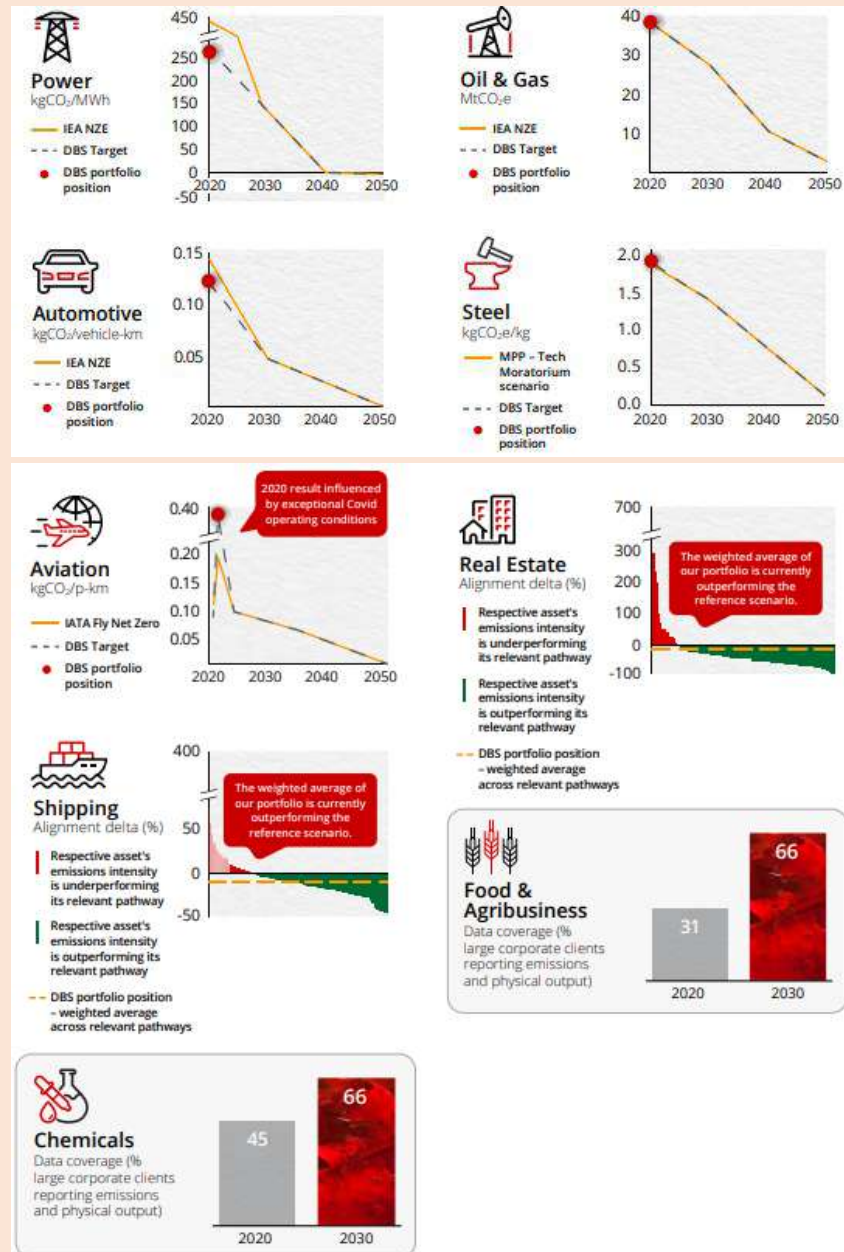 Power
kgCO₂/MWh
IEA NZE
DBS Target
DBS portfolio
position
450
250
200
150
100
50
0
-50
2020
2030
2040
2050
Oil & Gas
MtCO₂e
IEA NZE
DBS Target
DBS portfolio
position
40
30
20
10
2020
2030
2040
2050
Automotive
kgCO₂/vehicle-km
IEA NZE
DBS Target
DBS portfolio
position
0.15
0.10
0.05
2020
2030
2040
2050
Steel
kgCO₂e/kg
MPP – Tech
Moratorium
scenario
DBS Target
DBS portfolio
position
2.0
1.5
1.0
0.5
0.0
2020
2030
2040
2050
Aviation
kgCO₂/p-km
IATA Fly Net Zero
DBS Target
DBS portfolio
position
0.40
0.20
0.15
0.10
0.05
2020
2030
2040
2050
2020 result influenced
by exceptional Covid
operating conditions
Real Estate
Alignment delta (%)
Respective asset's
emissions intensity
is underperforming
its relevant pathway
Respective asset's
emissions intensity
is outperforming its
relevant pathway
DBS portfolio position
– weighted average
across relevant pathways
700
300
200
100
0
-100
The weighted average of
our portfolio is currently
outperforming the
reference scenario.
Shipping
Alignment delta (%)
Respective asset's
emissions intensity
is underperforming
its relevant pathway
Respective asset's
emissions intensity
is outperforming its
relevant pathway
DBS portfolio position
– weighted average
across relevant pathways
400
50
0
-50
The weighted average of
our portfolio is currently
outperforming the
reference scenario.
Food &
Agribusiness
Data coverage (%
large corporate clients
reporting emissions
and physical output)
31
66
2020
2030
Chemicals
Data coverage (%
large corporate clients
reporting emissions
and physical output)
45
66
2020
2030